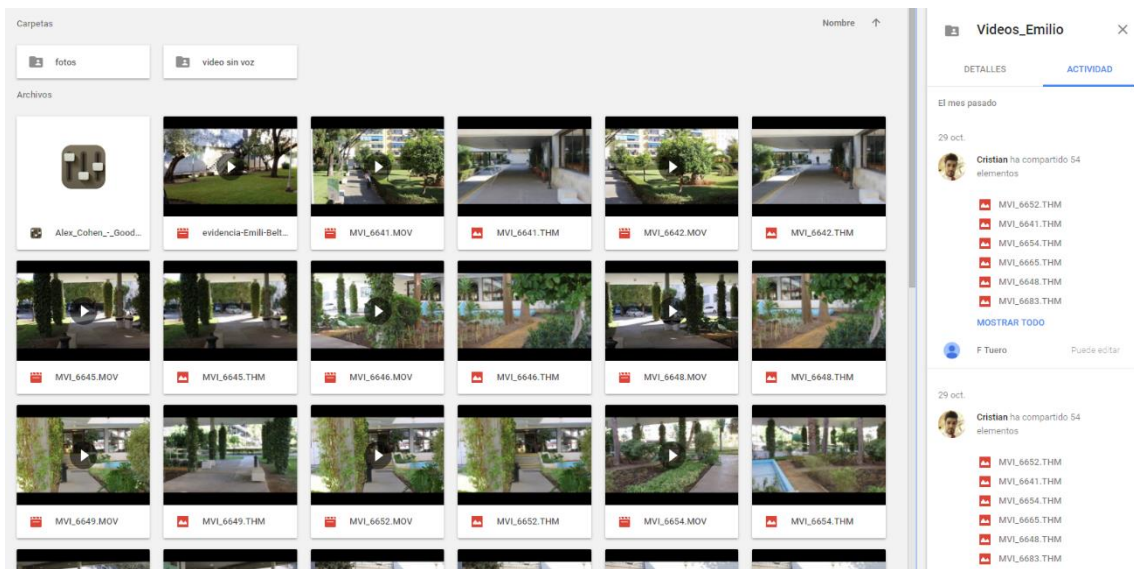 Carpetas
Nombre
fotos
video sin voz
Archivos
Alex_Cohen_-_Good...
evidencia-Emili-Belt...
MVI_6641.MOV
MVI_6641.THM
MVI_6642.MOV
MVI_6642.THM
MVI_6645.MOV
MVI_6645.THM
MVI_6646.MOV
MVI_6646.THM
MVI_6648.MOV
MVI_6648.THM
MVI_6649.MOV
MVI_6649.THM
MVI_6652.MOV
MVI_6652.THM
MVI_6654.MOV
MVI_6654.THM
Videos_Emilio
DETALLES
ACTIVIDAD
El mes pasado
29 oct.
Cristian ha compartido 54
elementos
MVI_6652.THM
MVI_6641.THM
MVI_6654.THM
MVI_6665.THM
MVI_6648.THM
MVI_6683.THM
MOSTRAR TODO
F Tuero
Puede editar
29 oct.
Cristian ha compartido 54
elementos
MVI_6652.THM
MVI_6641.THM
MVI_6654.THM
MVI_6665.THM
MVI_6648.THM
MVI_6683.THM